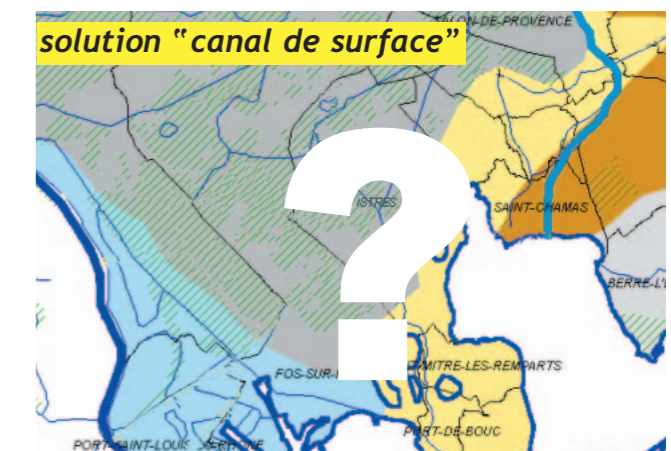 solution “canal de surface”
SALON-DE-PROVENCE
ISTRES
SAINT-CHAMAS
BERRE-L'
FOS-SUR-
MITRE-LES-REMPARTS
PORT-DE-BOUC
PORT-SAINT-LOUIS
?